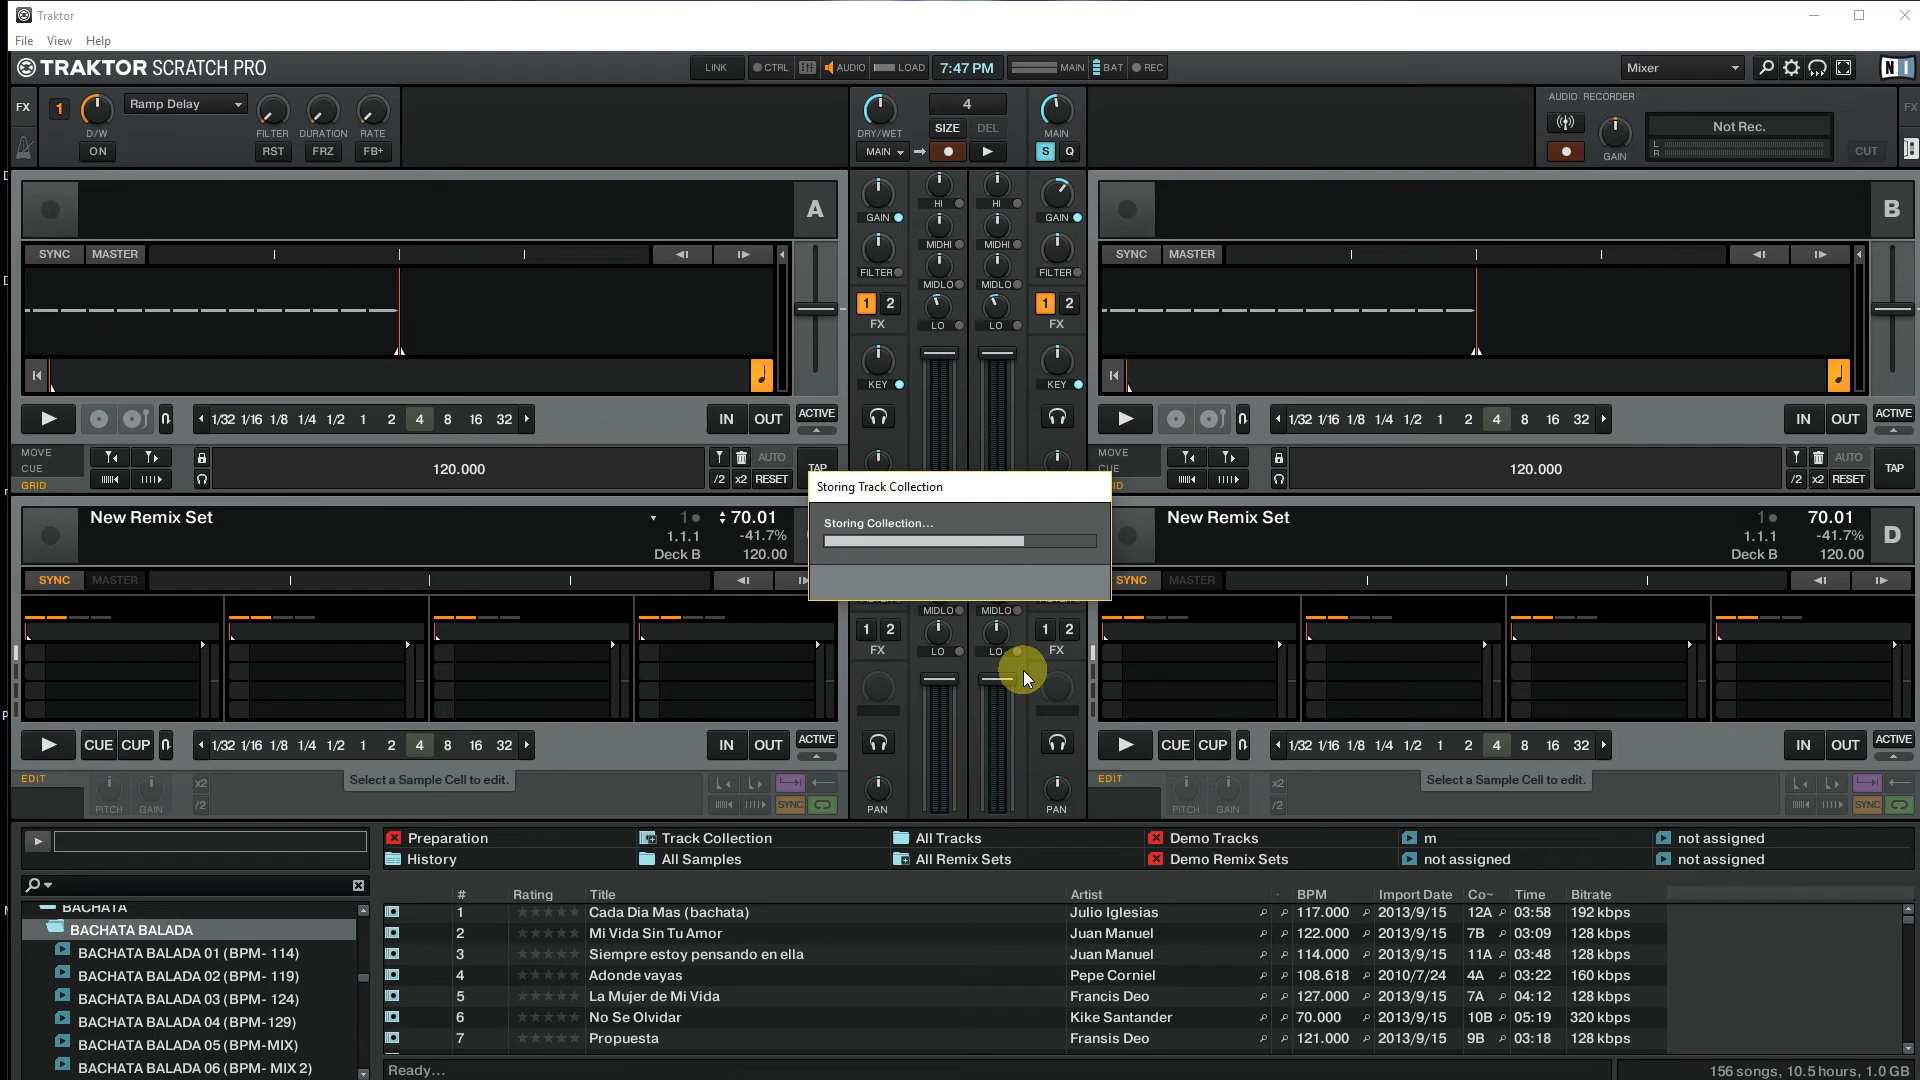 Traktor
File View Help
TRAKTOR SCRATCH PRO
LINK CTRL AUDIO LOAD 7:47 PM MAIN BAT REC
Mixer
NI
FX 1 Ramp Delay
D/W FILTER DURATION RATE
ON RST FRZ FB+
DRY/WET 4 MAIN
SIZE DEL
MAIN S Q
AUDIO RECORDER
Not Rec.
L
R
GAIN CUT
FX
A
SYNC MASTER
B
SYNC MASTER
HI HI
GAIN GAIN
MIDHI MIDHI
FILTER FILTER
MIDLO MIDLO
1 2 1 2
FX LO LO FX
KEY KEY
1/32 1/16 1/8 1/4 1/2 1 2 4 8 16 32 IN OUT ACTIVE
1/32 1/16 1/8 1/4 1/2 1 2 4 8 16 32 IN OUT ACTIVE
MOVE
CUE
GRID
120.000
AUTO
/2 x2 RESET
TAP
MOVE
CUE
120.000
AUTO
/2 x2 RESET
TAP
Storing Track Collection
Storing Collection...
New Remix Set 1 70.01
1.1.1 -41.7%
Deck B 120.00
New Remix Set 1 70.01
1.1.1 -41.7%
Deck B 120.00
D
SYNC MASTER
SYNC MASTER
MIDLO MIDLO
1 2 1 2
FX LO LO FX
CUE CUP 1/32 1/16 1/8 1/4 1/2 1 2 4 8 16 32 IN OUT ACTIVE
CUE CUP 1/32 1/16 1/8 1/4 1/2 1 2 4 8 16 32 IN OUT ACTIVE
EDIT
PITCH GAIN
x2
/2
Select a Sample Cell to edit.
SYNC
PAN PAN
EDIT
PITCH GAIN
x2
/2
Select a Sample Cell to edit.
SYNC
Preparation Track Collection All Tracks Demo Tracks m not assigned
History All Samples All Remix Sets Demo Remix Sets not assigned not assigned
BACHATA
BACHATA BALADA
BACHATA BALADA 01 (BPM- 114)
BACHATA BALADA 02 (BPM- 119)
BACHATA BALADA 03 (BPM- 124)
BACHATA BALADA 04 (BPM-129)
BACHATA BALADA 05 (BPM-MIX)
BACHATA BALADA 06 (BPM- MIX 2)
# Rating Title Artist BPM Import Date Co~ Time Bitrate
1 Cada Dia Mas (bachata) Julio Iglesias 117.000 2013/9/15 12A 03:58 192 kbps
2 Mi Vida Sin Tu Amor Juan Manuel 122.000 2013/9/15 7B 03:09 128 kbps
3 Siempre estoy pensando en ella Juan Manuel 114.000 2013/9/15 11A 03:48 128 kbps
4 Adonde vayas Pepe Corniel 108.618 2010/7/24 4A 03:22 160 kbps
5 La Mujer de Mi Vida Francis Deo 127.000 2013/9/15 7A 04:12 128 kbps
6 No Se Olvidar Kike Santander 70.000 2013/9/15 10B 05:19 320 kbps
7 Propuesta Fransis Deo 121.000 2013/9/15 9B 03:18 128 kbps
Ready...
156 songs, 10.5 hours, 1.0 GB